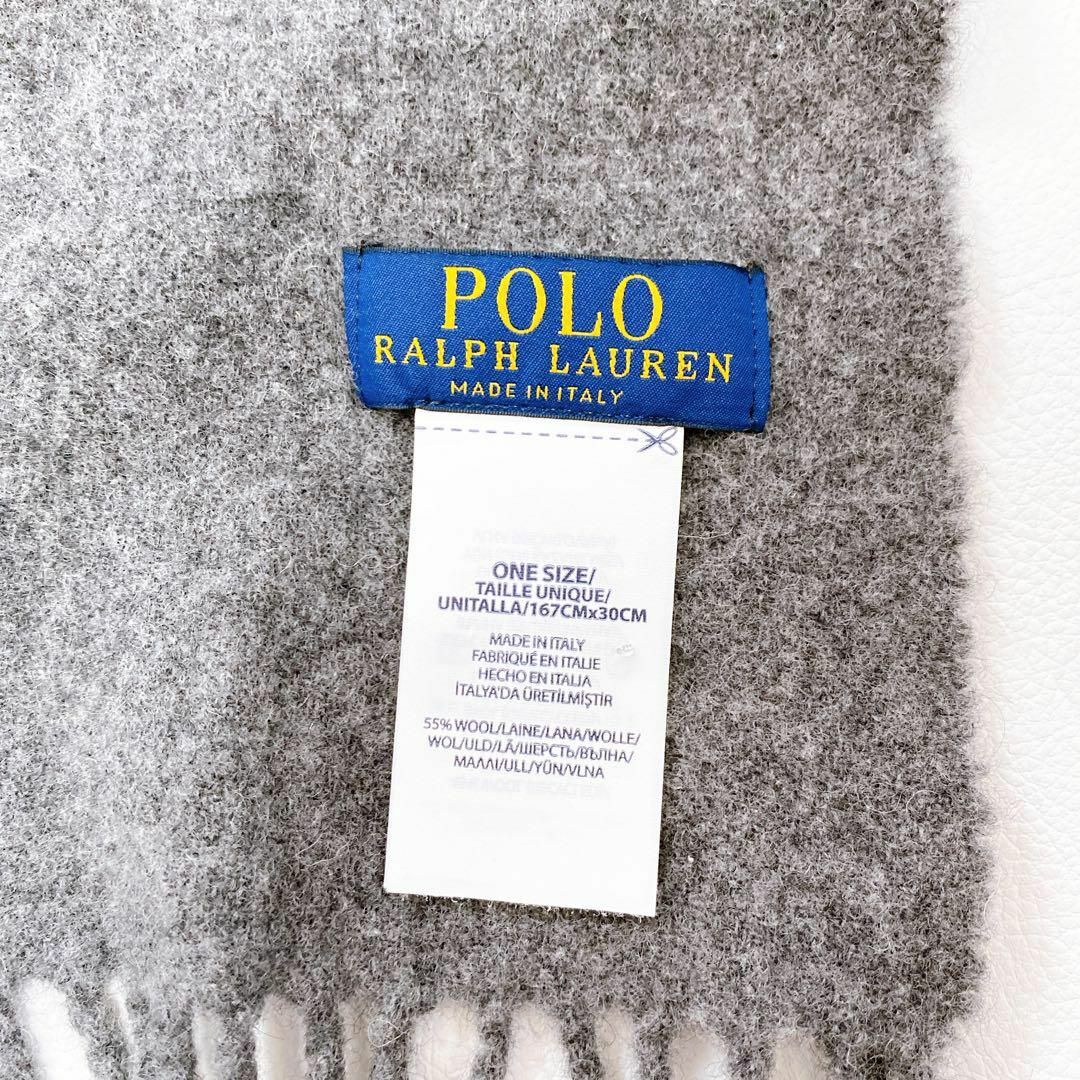 POLO
RALPH LAUREN
MADE IN ITALY
ONE SIZE/
TAILLE UNIQUE/
UNITALLA/167CMx30CM
MADE IN ITALY
FABRIQUÉ EN ITALIE
HECHO EN ITALIA
İTALYA'DA ÜRETİLMİŞTİR
55% WOOL/LAINE/LANA/WOLLE/
WOL/ULD/LÃ/ШЕРСТЬ/ВЪЛНА/
ΜΑΛΛΙ/ULL/YÜN/VLNA